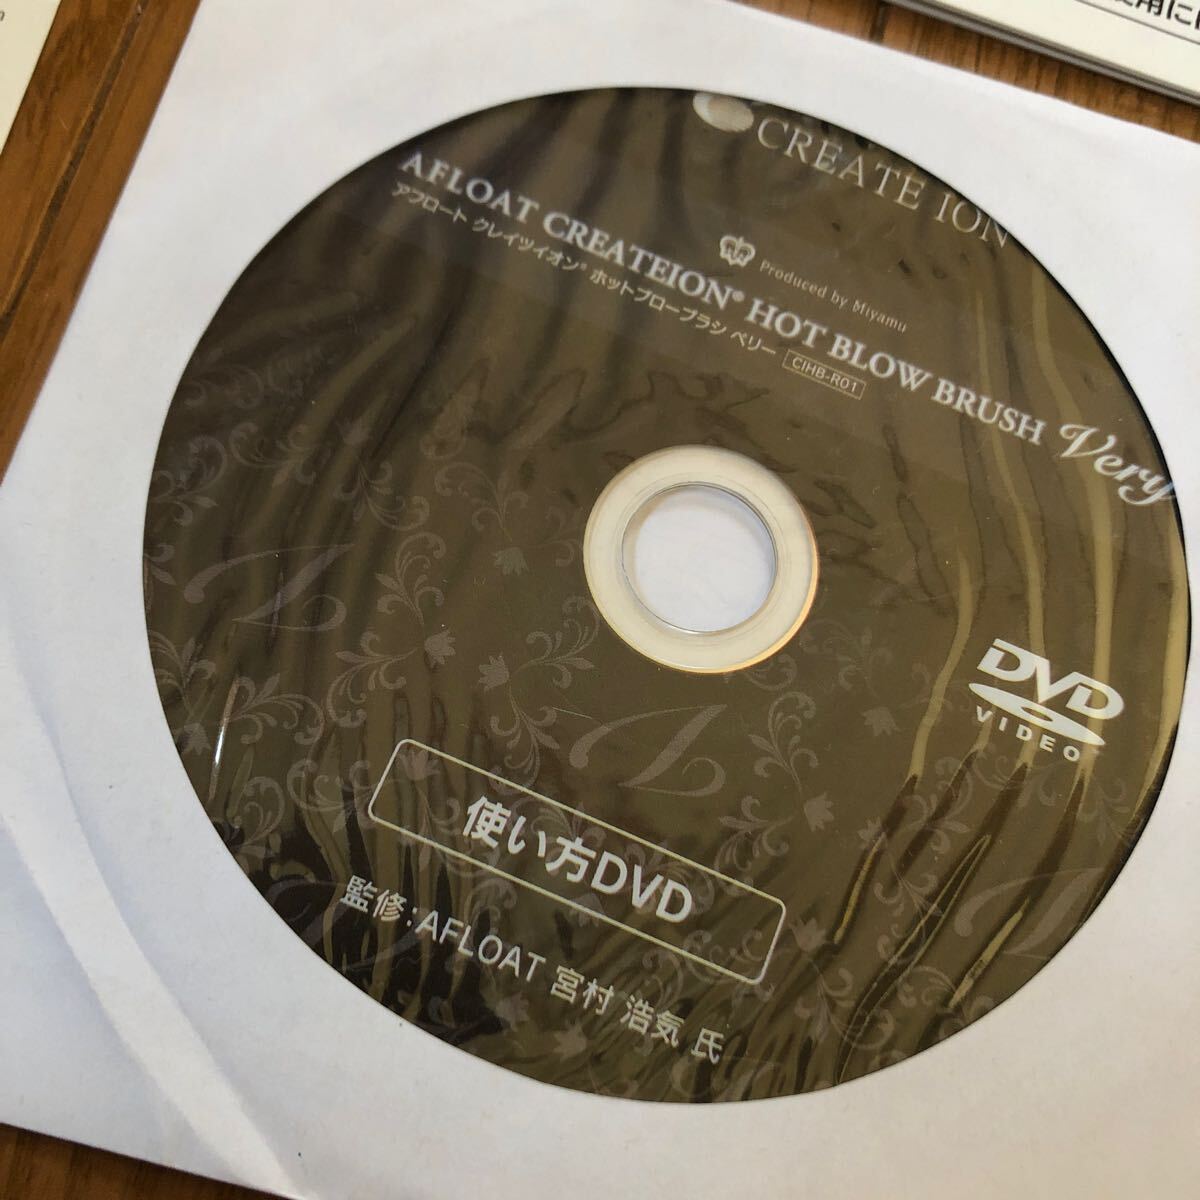 CREATE ION
Produced by Miyamu
AFLOAT CREATEION® HOT BLOW BRUSH Very
アフロート クレイツイオン® ホットブローブラシ ベリー CIHB-R01
DVD
VIDEO
使い方DVD
監修:AFLOAT 宮村 浩気 氏